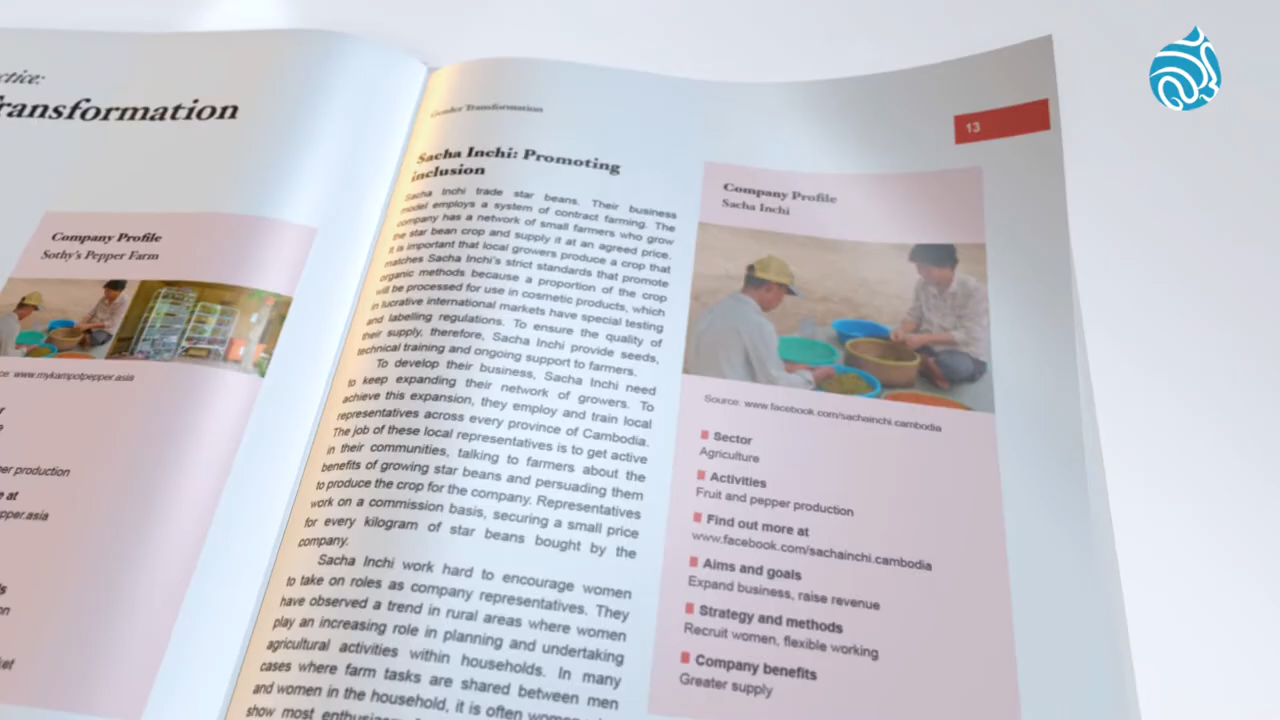 ctice:
ransformation
Company Profile
Sothy's Pepper Farm
ce: www.mykampotpepper.asia
er production
e at
pper.asia
Gender Transformation
13
Sacha Inchi: Promoting
inclusion
Sacha Inchi trade star beans. Their business
model employs a system of contract farming. The
company has a network of small farmers who grow
the star bean crop and supply it at an agreed price.
It is important that local growers produce a crop that
matches Sacha Inchi's strict standards that promote
organic methods because a proportion of the crop
will be processed for use in cosmetic products, which
in lucrative international markets have special testing
and labelling regulations. To ensure the quality of
their supply, therefore, Sacha Inchi provide seeds,
technical training and ongoing support to farmers.
To develop their business, Sacha Inchi need
to keep expanding their network of growers. To
achieve this expansion, they employ and train local
representatives across every province of Cambodia.
The job of these local representatives is to get active
in their communities, talking to farmers about the
benefits of growing star beans and persuading them
to produce the crop for the company. Representatives
work on a commission basis, securing a small price
for every kilogram of star beans bought by the
company.
Sacha Inchi work hard to encourage women
to take on roles as company representatives. They
have observed a trend in rural areas where women
play an increasing role in planning and undertaking
agricultural activities within households. In many
cases where farm tasks are shared between men
and women in the household, it is often women
show most
Company Profile
Sacha Inchi
Source: www.facebook.com/sachainchi.cambodia
Sector
Agriculture
Activities
Fruit and pepper production
Find out more at
www.facebook.com/sachainchi.cambodia
Aims and goals
Expand business, raise revenue
Strategy and methods
Recruit women, flexible working
Company benefits
Greater supply